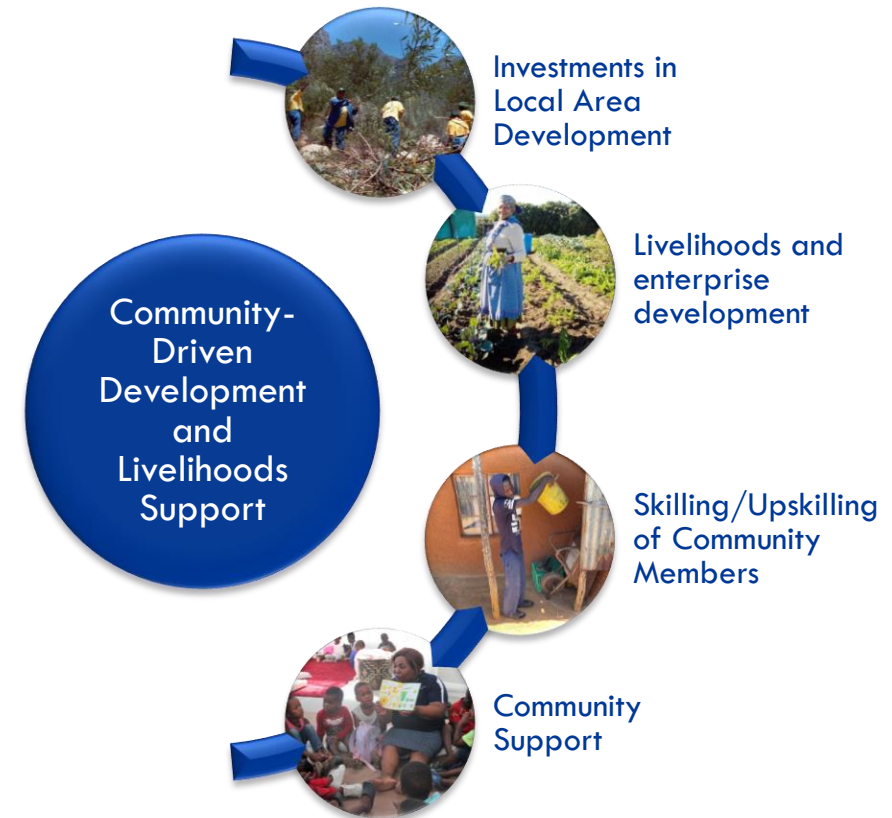 Community-
Driven
Development
and
Livelihoods
Support
Investments in
Local Area
Development
Livelihoods and
enterprise
development
Skilling/Upskilling
of Community
Members
Community
Support